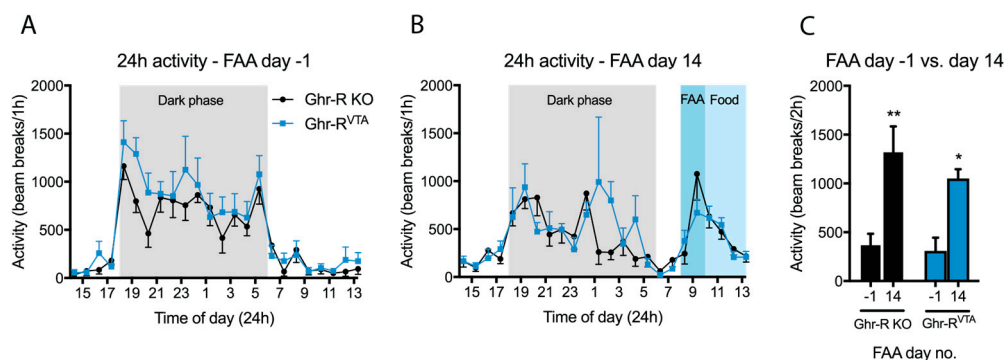 A
24h activity - FAA day -1
Activity (beam breaks/1h)
2000
1500
1000
500
0
Dark phase
Ghr-R KO
Ghr-R^VTA
15 17 19 21 23 1 3 5 7 9 11 13
Time of day (24h)
B
24h activity - FAA day 14
Activity (beam breaks/1h)
2000
1500
1000
500
0
Dark phase
FAA
Food
15 17 19 21 23 1 3 5 7 9 11 13
Time of day (24h)
C
FAA day -1 vs. day 14
Activity (beam breaks/2h)
2000
1500
1000
500
0
**
*
-1 14 -1 14
Ghr-R KO Ghr-R^VTA
FAA day no.